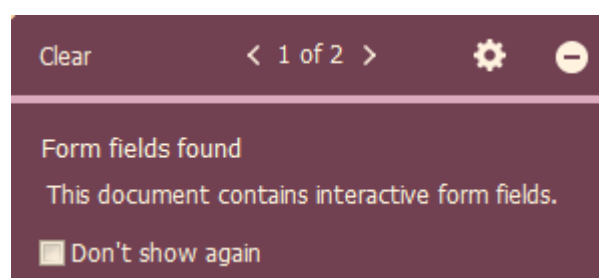 Clear < 1 of 2 >
Form fields found
This document contains interactive form fields.
Don't show again